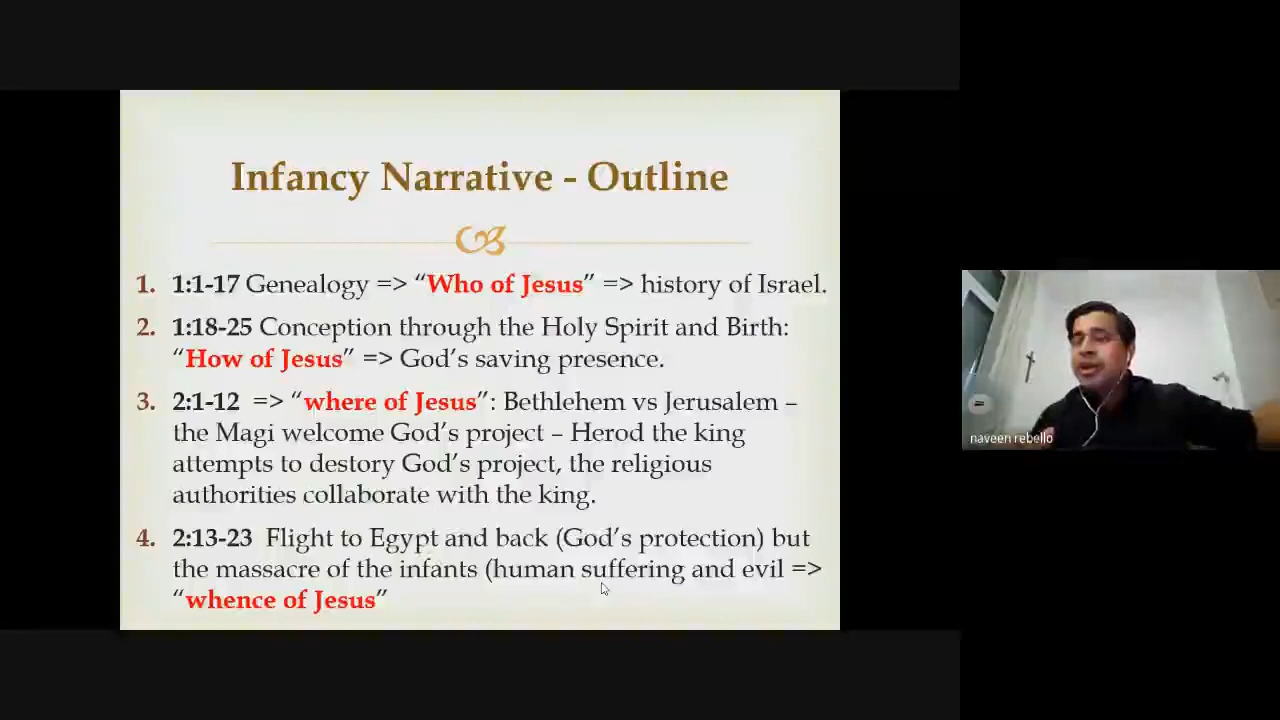 Infancy Narrative - Outline
1. 1:1-17 Genealogy => “Who of Jesus” => history of Israel.
2. 1:18-25 Conception through the Holy Spirit and Birth:
“How of Jesus” => God’s saving presence.
3. 2:1-12 => “where of Jesus”: Bethlehem vs Jerusalem –
the Magi welcome God’s project – Herod the king
attempts to destory God’s project, the religious
authorities collaborate with the king.
4. 2:13-23 Flight to Egypt and back (God’s protection) but
the massacre of the infants (human suffering and evil =>
“whence of Jesus”
naveen rebello